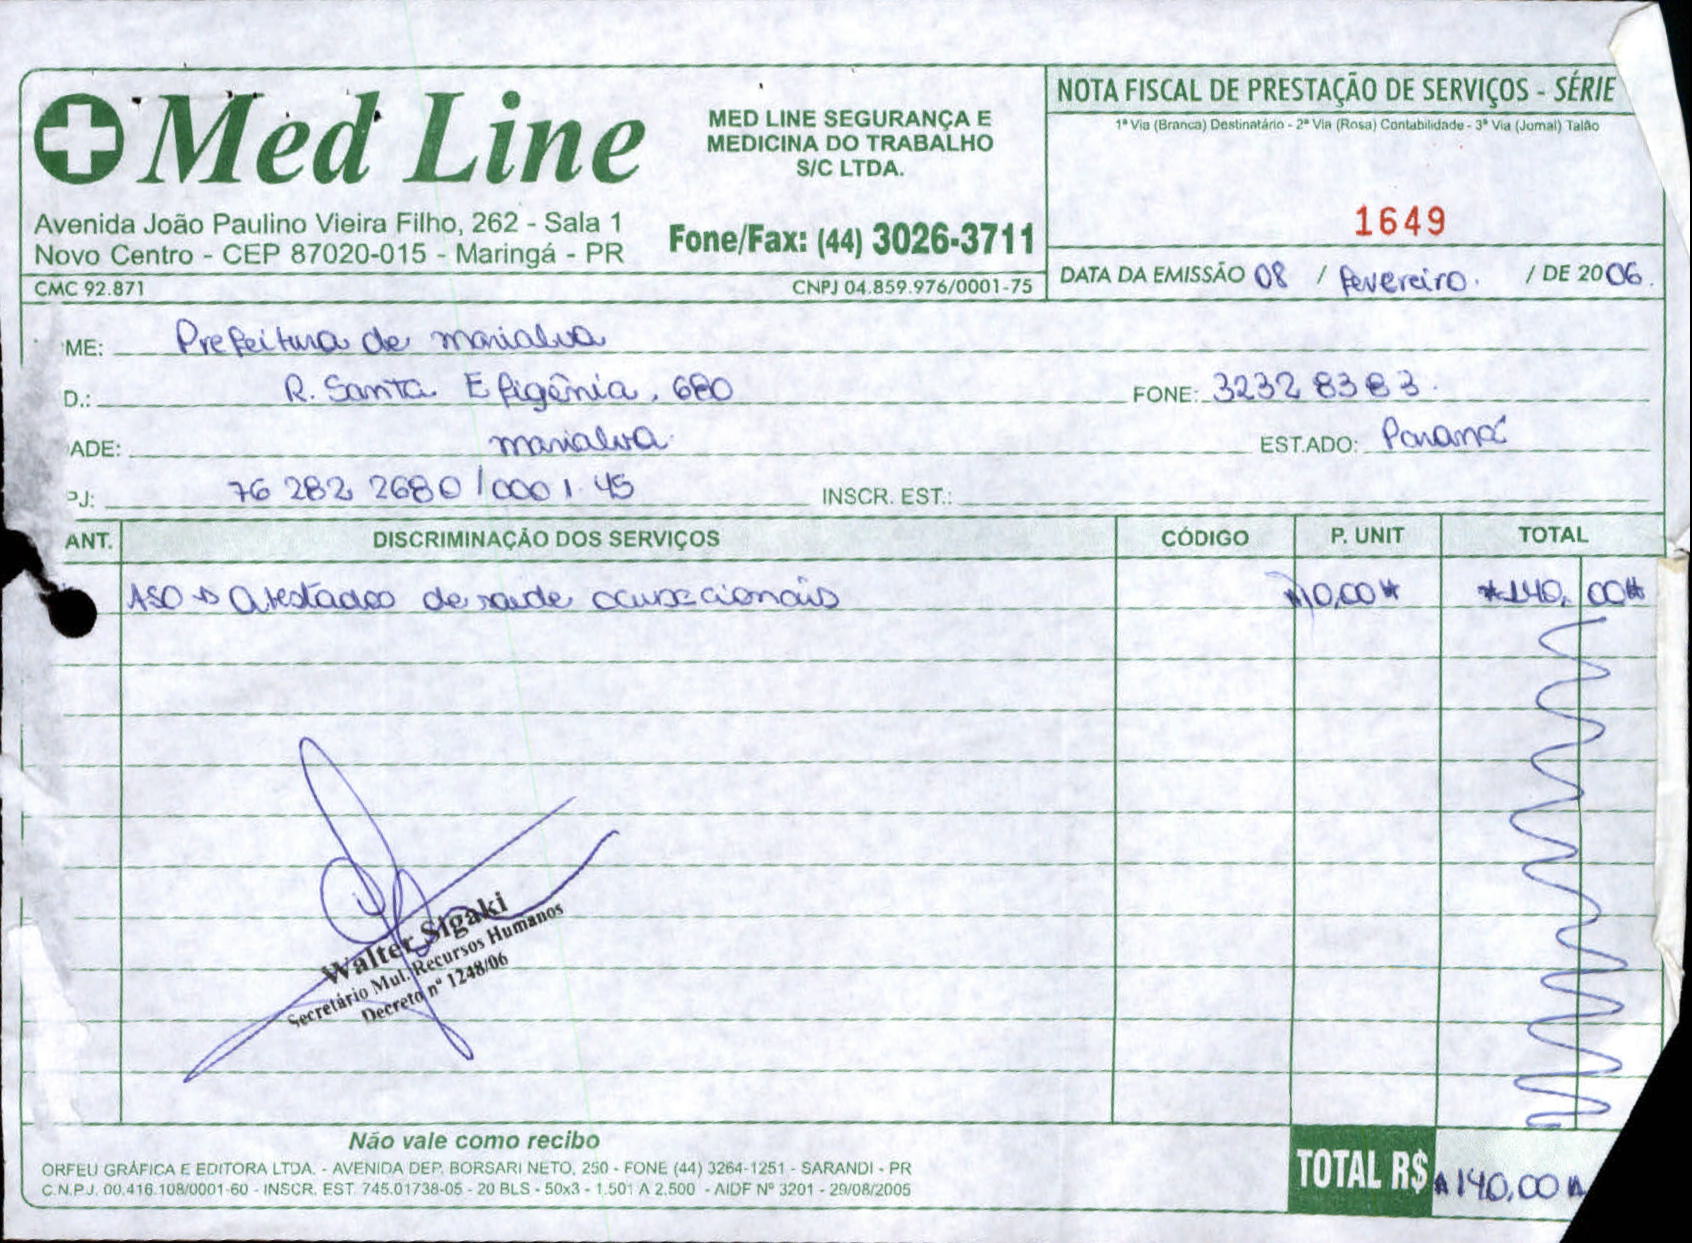 Med Line
MED LINE SEGURANÇA E
MEDICINA DO TRABALHO
S/C LTDA.
Avenida João Paulino Vieira Filho, 262 - Sala 1
Novo Centro - CEP 87020-015 - Maringá - PR
Fone/Fax: (44) 3026-3711
CMC 92.871
CNPJ 04.859.976/0001-75
NOTA FISCAL DE PRESTAÇÃO DE SERVIÇOS - SÉRIE
1ª Via (Branca) Destinatário - 2ª Via (Rosa) Contabilidade - 3ª Via (Jornal) Talão
1649
DATA DA EMISSÃO 08 / fevereiro. / DE 2006.
ME: Prefeitura de marialva
D.: R. Santa Efigênia, 680 FONE: 3232 8383.
ADE: marialva ESTADO: Paraná
PJ: 76 282 2680/0001.45 INSCR. EST.:
ANT. DISCRIMINAÇÃO DOS SERVIÇOS CÓDIGO P. UNIT TOTAL
ASO Atestados de saúde ocupacionais 10,00 140,00
Walter Sigaki
Secretário Mul. Recursos Humanos
Decreto nº 1248/06
Não vale como recibo
ORFEU GRÁFICA E EDITORA LTDA. - AVENIDA DEP. BORSARI NETO, 250 - FONE (44) 3264-1251 - SARANDI - PR
C.N.P.J. 00.416.108/0001-60 - INSCR. EST. 745.01738-05 - 20 BLS - 50x3 - 1.501 A 2.500 - AIDF Nº 3201 - 29/08/2005
TOTAL R$ 140,00